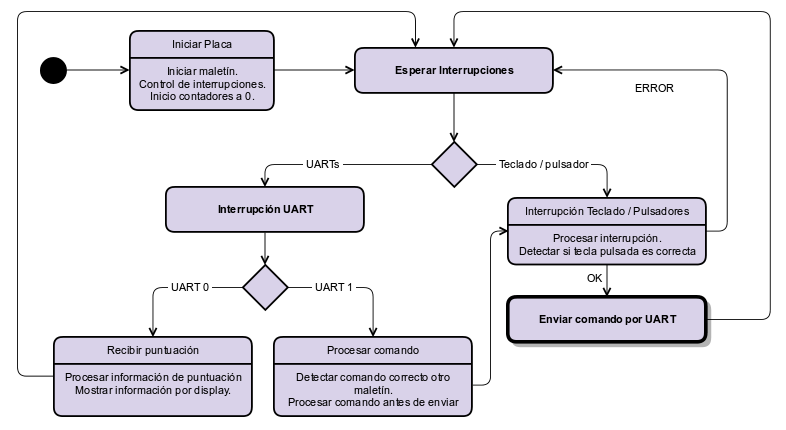 Iniciar Placa
Iniciar maletín.
Control de interrupciones.
Inicio contadores a 0.
Esperar Interrupciones
ERROR
UARTs
Teclado / pulsador
Interrupción UART
Interrupción Teclado / Pulsadores
Procesar interrupción.
Detectar si tecla pulsada es correcta
OK
UART 0
UART 1
Enviar comando por UART
Recibir puntuación
Procesar información de puntuación
Mostrar información por display.
Procesar comando
Detectar comando correcto otro
maletín.
Procesar comando antes de enviar